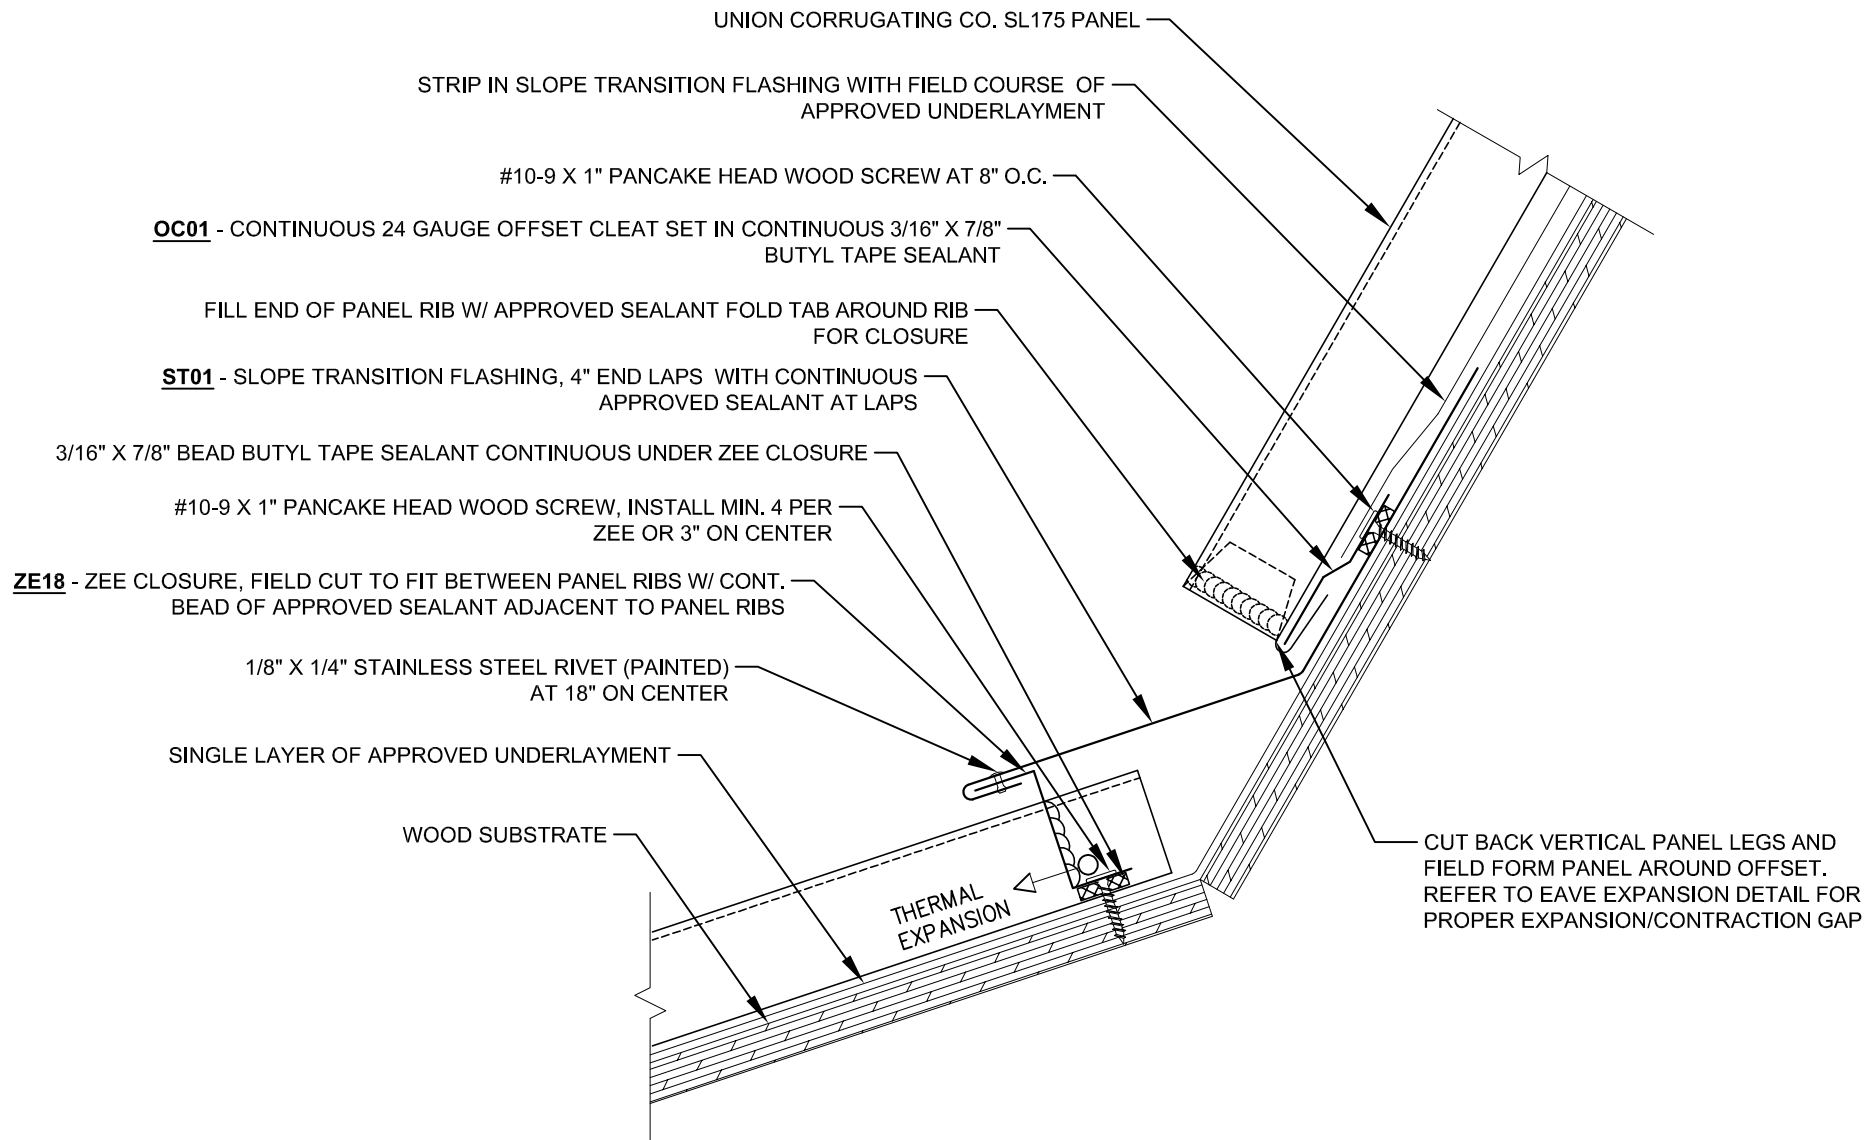 UNION CORRUGATING CO. SL175 PANEL
STRIP IN SLOPE TRANSITION FLASHING WITH FIELD COURSE OF
APPROVED UNDERLAYMENT
#10-9 X 1" PANCAKE HEAD WOOD SCREW AT 8" O.C.
OC01 - CONTINUOUS 24 GAUGE OFFSET CLEAT SET IN CONTINUOUS 3/16" X 7/8"
BUTYL TAPE SEALANT
FILL END OF PANEL RIB W/ APPROVED SEALANT FOLD TAB AROUND RIB
FOR CLOSURE
ST01 - SLOPE TRANSITION FLASHING, 4" END LAPS WITH CONTINUOUS
APPROVED SEALANT AT LAPS
3/16" X 7/8" BEAD BUTYL TAPE SEALANT CONTINUOUS UNDER ZEE CLOSURE
#10-9 X 1" PANCAKE HEAD WOOD SCREW, INSTALL MIN. 4 PER
ZEE OR 3" ON CENTER
ZE18 - ZEE CLOSURE, FIELD CUT TO FIT BETWEEN PANEL RIBS W/ CONT.
BEAD OF APPROVED SEALANT ADJACENT TO PANEL RIBS
1/8" X 1/4" STAINLESS STEEL RIVET (PAINTED)
AT 18" ON CENTER
SINGLE LAYER OF APPROVED UNDERLAYMENT
WOOD SUBSTRATE
THERMAL
EXPANSION
CUT BACK VERTICAL PANEL LEGS AND
FIELD FORM PANEL AROUND OFFSET.
REFER TO EAVE EXPANSION DETAIL FOR
PROPER EXPANSION/CONTRACTION GAP